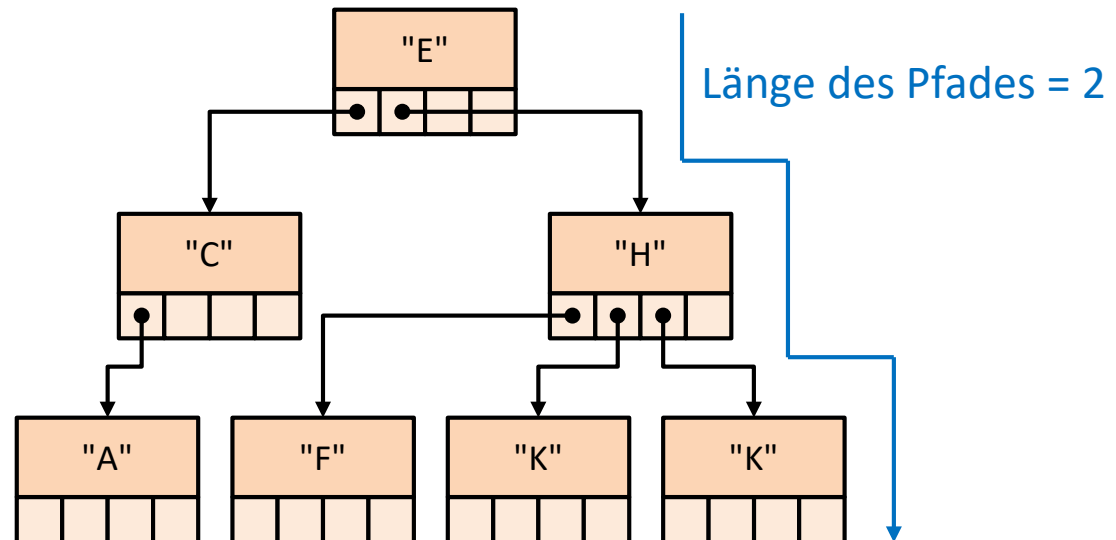 "E"
Länge des Pfades = 2
"C"
"H"
"A"
"F"
"K"
"K"